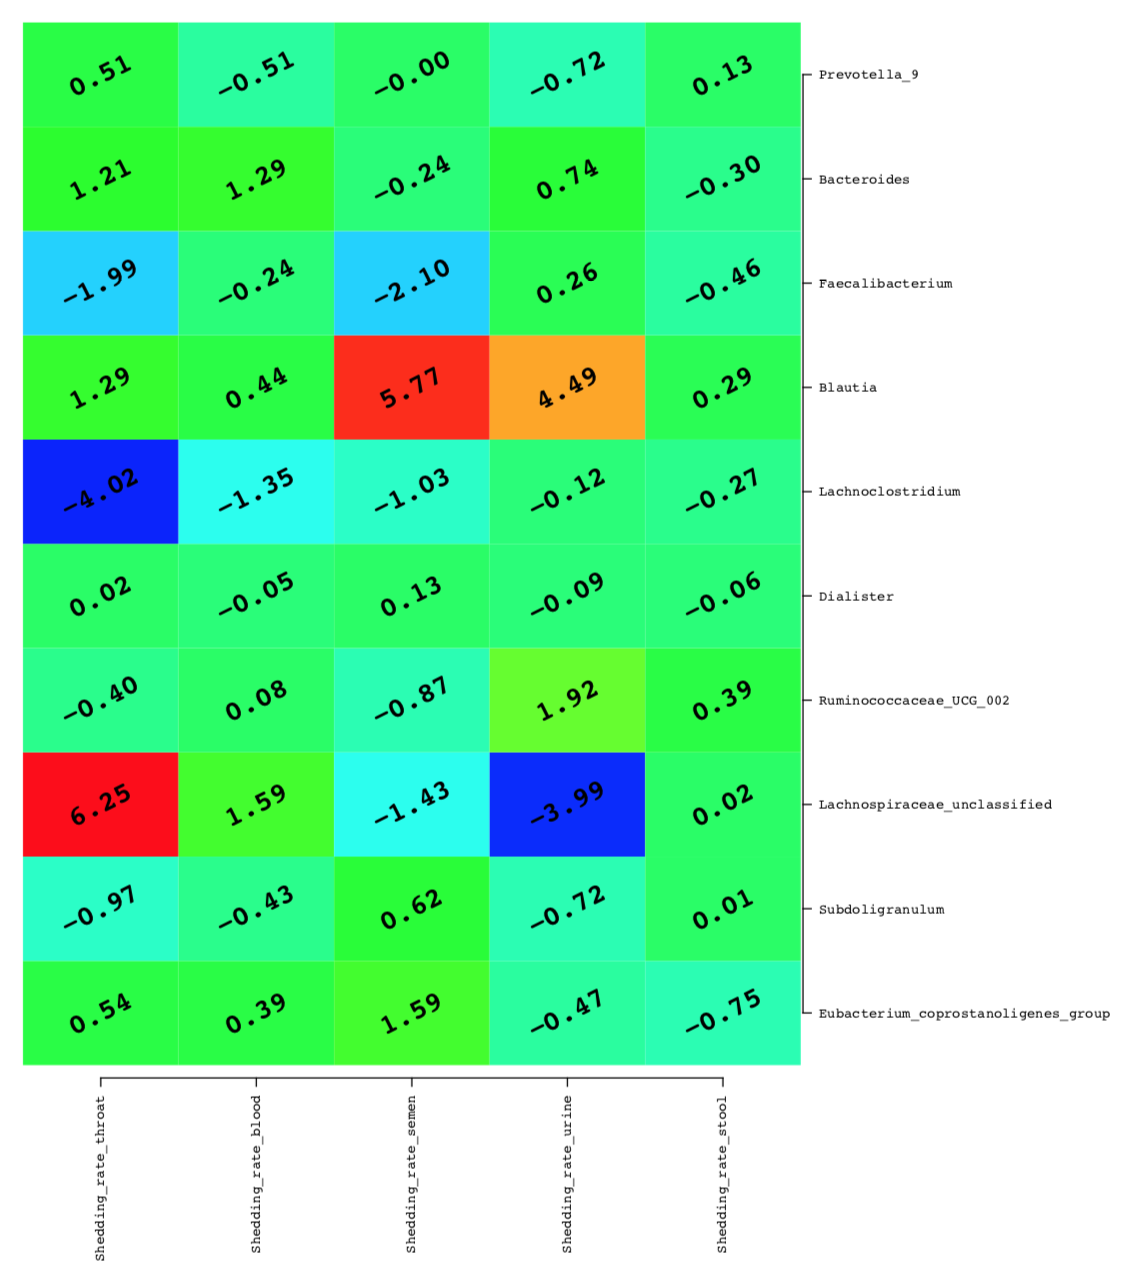 0.51 −0.51 −0.00 −0.72 0.13 Prevotella_9
1.21 1.29 −0.24 0.74 −0.30 Bacteroides
−1.99 −0.24 −2.10 0.26 −0.46 Faecalibacterium
1.29 0.44 5.77 4.49 0.29 Blautia
−4.02 −1.35 −1.03 −0.12 −0.27 Lachnoclostridium
0.02 −0.05 0.13 −0.09 −0.06 Dialister
−0.40 0.08 −0.87 1.92 0.39 Ruminococcaceae_UCG_002
6.25 1.59 −1.43 −3.99 0.02 Lachnospiraceae_unclassified
−0.97 −0.43 0.62 −0.72 0.01 Subdoligranulum
0.54 0.39 1.59 −0.47 −0.75 Eubacterium_coprostanoligenes_group
Shedding_rate_throat
Shedding_rate_blood
Shedding_rate_semen
Shedding_rate_urine
Shedding_rate_stool